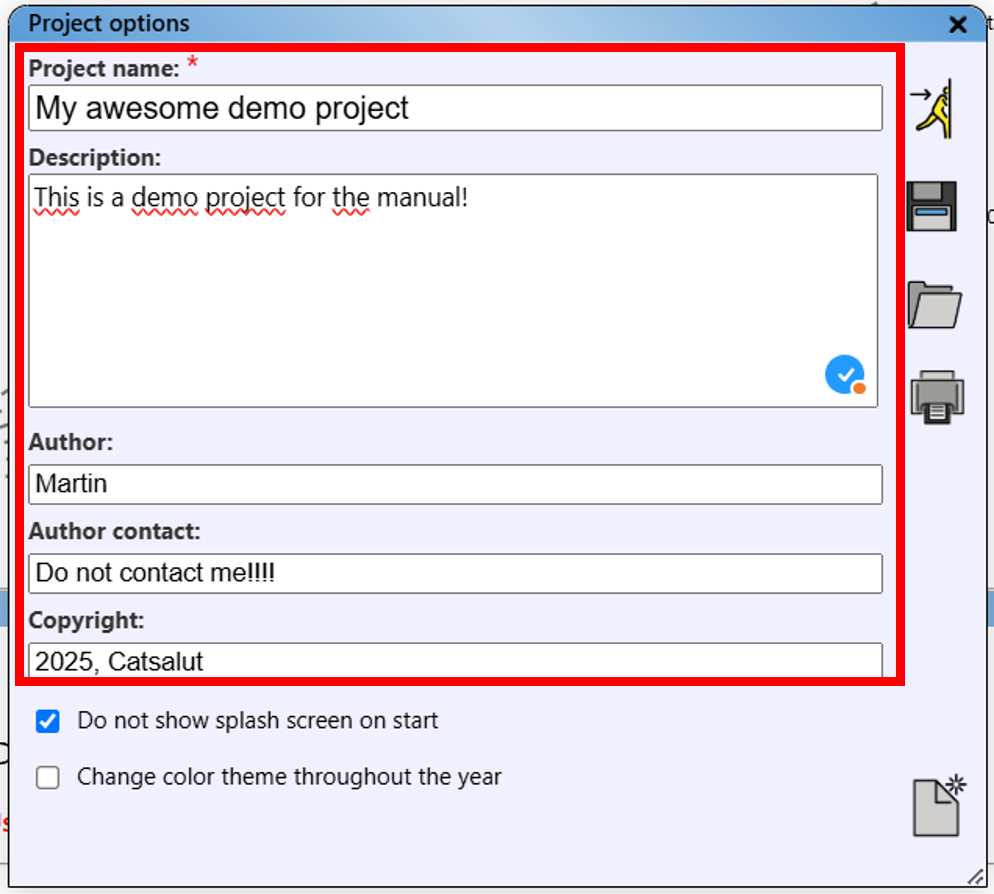 Project options
Project name: *
My awesome demo project
Description:
This is a demo project for the manual!
Author:
Martin
Author contact:
Do not contact me!!!!
Copyright:
2025, Catsalut
Do not show splash screen on start
Change color theme throughout the year